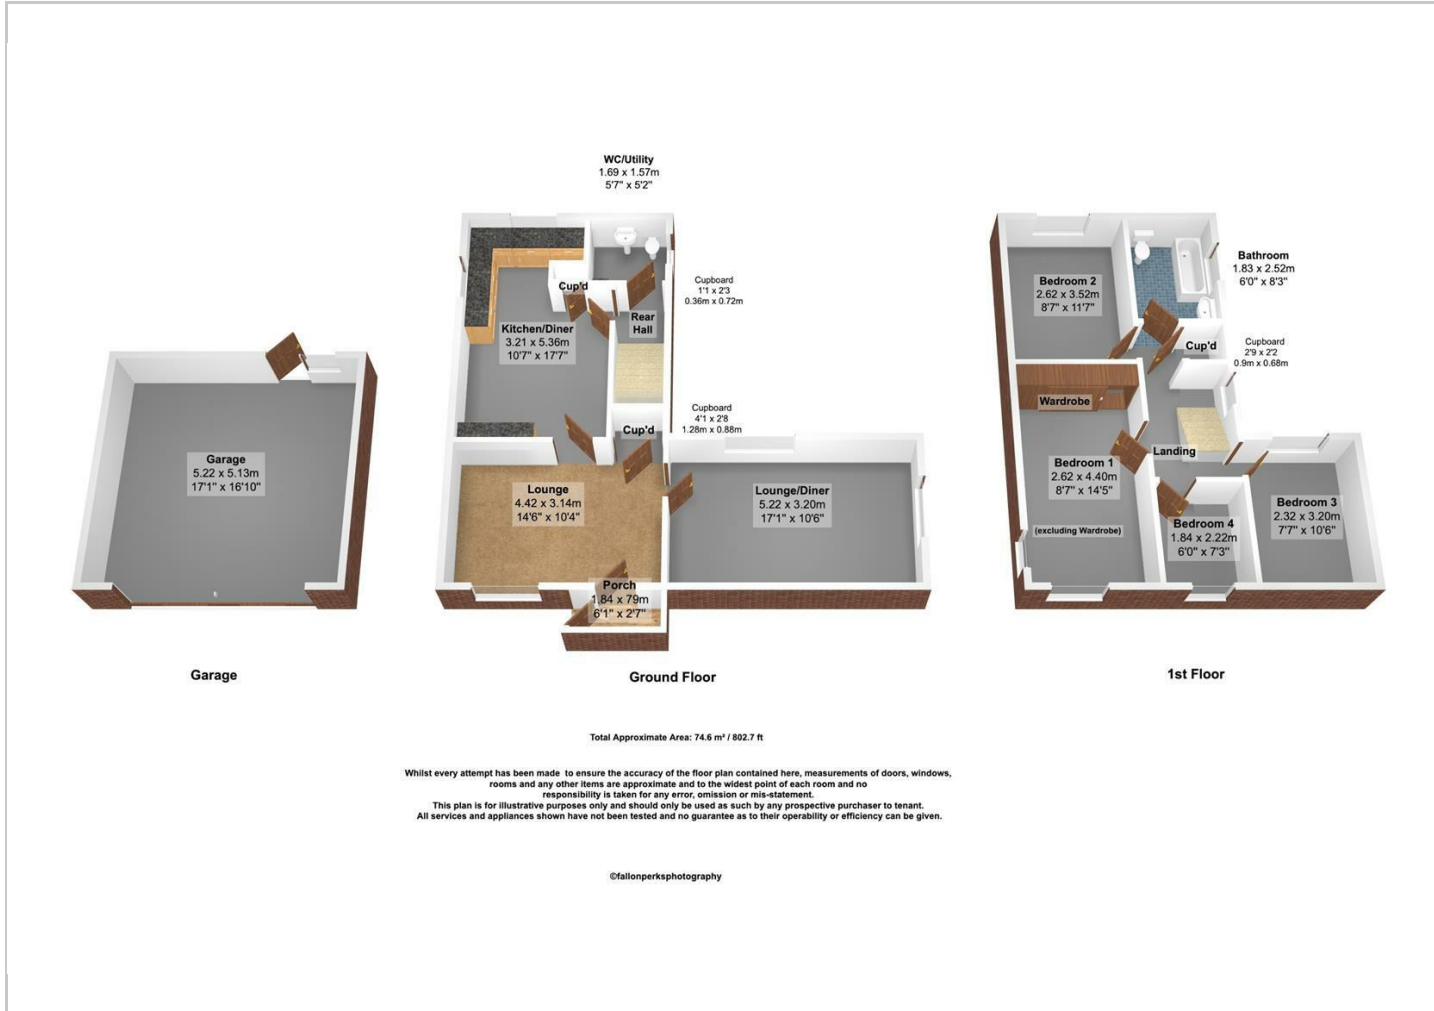 WC/Utility
1.69 x 1.57m
5'7" x 5'2"
Cup'd
Cupboard
1'1 x 2'3
0.36m x 0.72m
Rear
Hall
Kitchen/Diner
3.21 x 5.36m
10'7" x 17'7"
Cupboard
4'1 x 2'8
1.28m x 0.88m
Cup'd
Garage
5.22 x 5.13m
17'1" x 16'10"
Lounge
4.42 x 3.14m
14'6" x 10'4"
Lounge/Diner
5.22 x 3.20m
17'1" x 10'6"
Porch
1.84 x 79m
6'1" x 2'7"
Bedroom 2
2.62 x 3.52m
8'7" x 11'7"
Bathroom
1.83 x 2.52m
6'0" x 8'3"
Cup'd
Cupboard
2'9 x 2'2
0.9m x 0.68m
Wardrobe
Landing
Bedroom 1
2.62 x 4.40m
8'7" x 14'5"
(excluding Wardrobe)
Bedroom 4
1.84 x 2.22m
6'0" x 7'3"
Bedroom 3
2.32 x 3.20m
7'7" x 10'6"
Garage
Ground Floor
1st Floor
Total Approximate Area: 74.6 m² / 802.7 ft
Whilst every attempt has been made to ensure the accuracy of the floor plan contained here, measurements of doors, windows,
rooms and any other items are approximate and to the widest point of each room and no
responsibility is taken for any error, omission or mis-statement.
This plan is for illustrative purposes only and should only be used as such by any prospective purchaser to tenant.
All services and appliances shown have not been tested and no guarantee as to their operability or efficiency can be given.
©fallonperksphotography